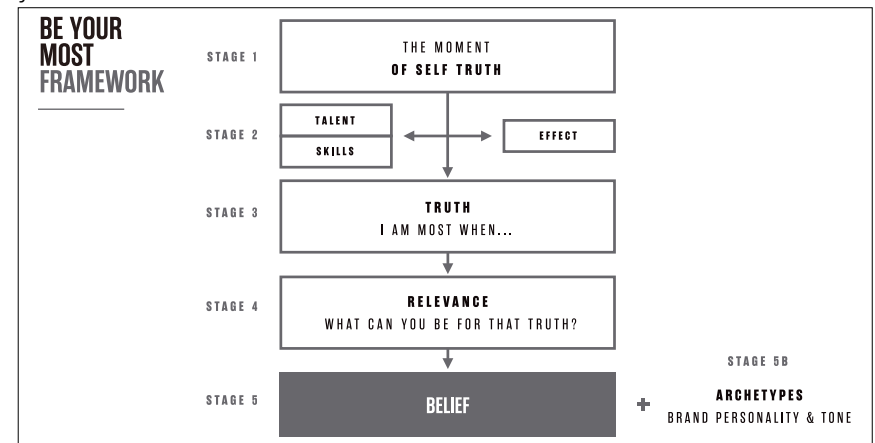 BE YOUR
MOST
FRAMEWORK
STAGE 1
THE MOMENT
OF SELF TRUTH
STAGE 2
TALENT
SKILLS
EFFECT
STAGE 3
TRUTH
I AM MOST WHEN...
STAGE 4
RELEVANCE
WHAT CAN YOU BE FOR THAT TRUTH?
STAGE 5
BELIEF
+
STAGE 5B
ARCHETYPES
BRAND PERSONALITY & TONE